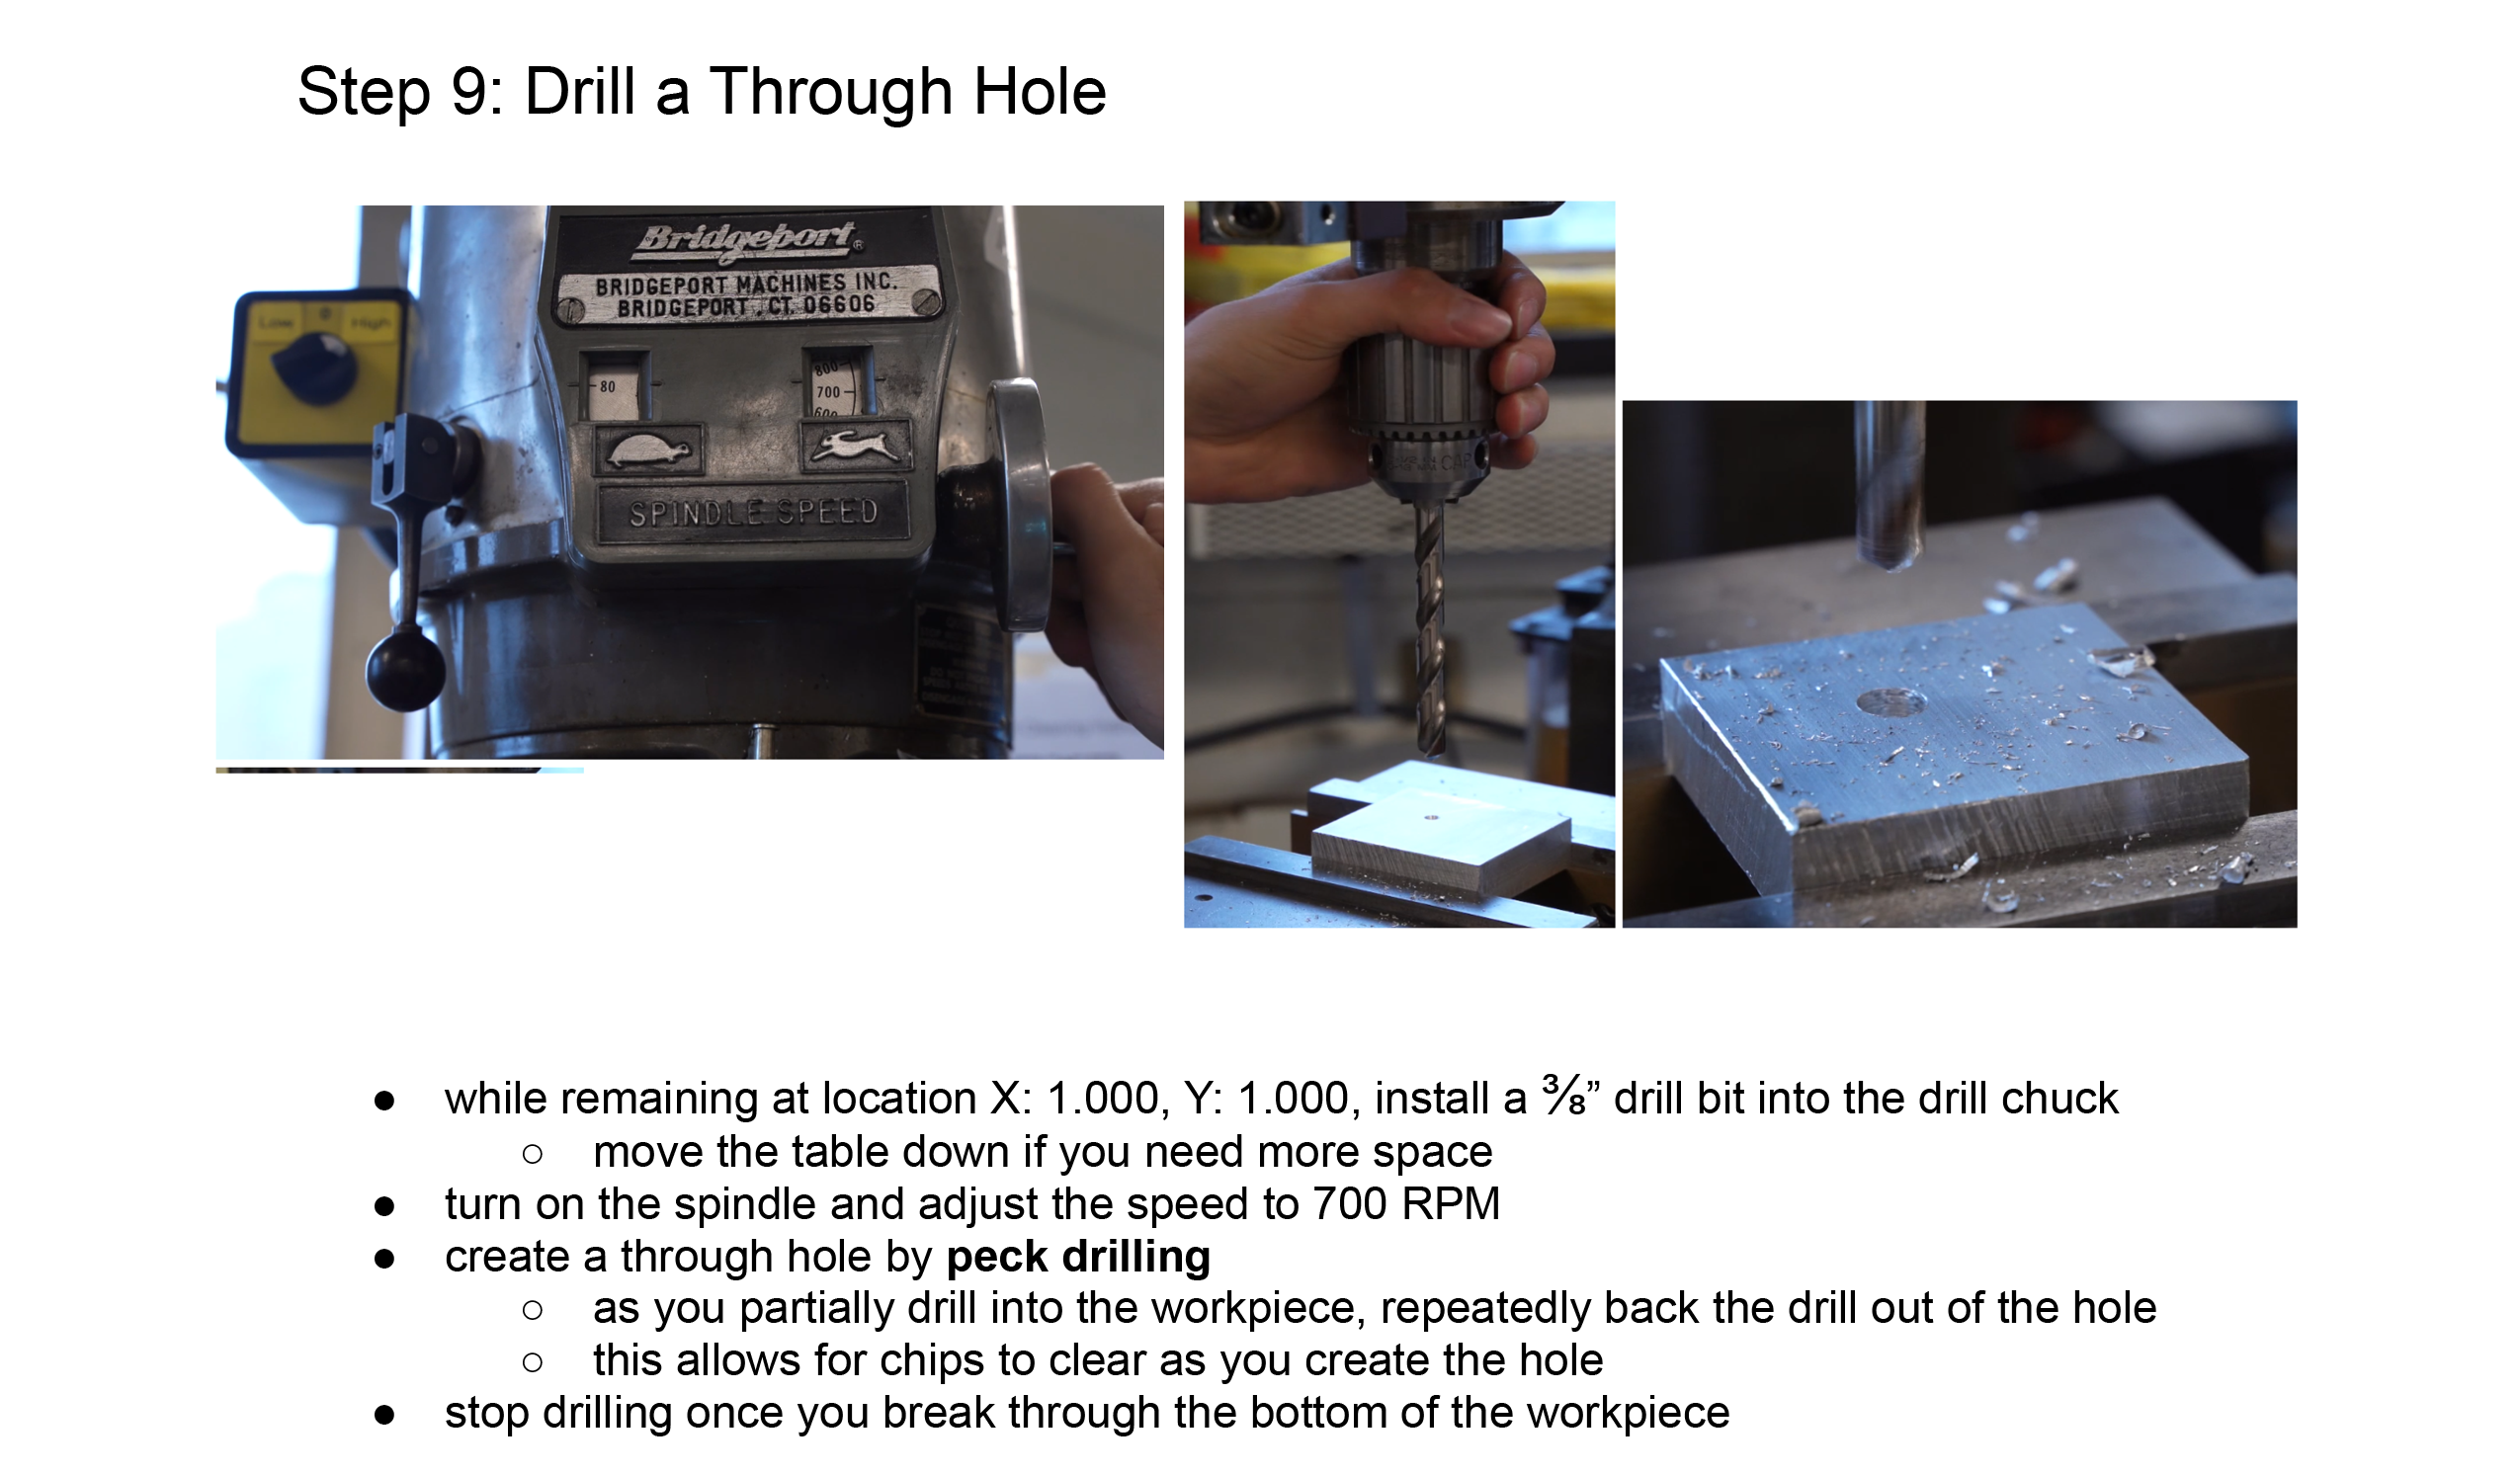 Step 9: Drill a Through Hole
Bridgeport®
BRIDGEPORT MACHINES INC.
BRIDGEPORT, CT. 06606
Low 0 High
80
800
700
600
SPINDLE SPEED
● while remaining at location X: 1.000, Y: 1.000, install a ⅜” drill bit into the drill chuck
○ move the table down if you need more space
● turn on the spindle and adjust the speed to 700 RPM
● create a through hole by peck drilling
○ as you partially drill into the workpiece, repeatedly back the drill out of the hole
○ this allows for chips to clear as you create the hole
● stop drilling once you break through the bottom of the workpiece